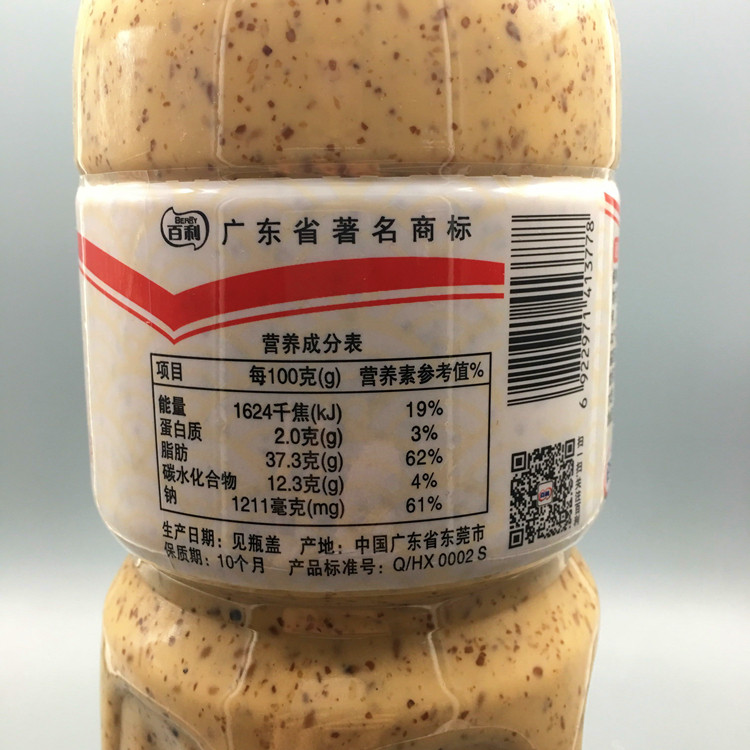 BERBY
百利 广东省著名商标
营养成分表
项目 每100克(g) 营养素参考值%
能量 1624千焦(kJ) 19%
蛋白质 2.0克(g) 3%
脂肪 37.3克(g) 62%
碳水化合物 12.3克(g) 4%
钠 1211毫克(mg) 61%
生产日期：见瓶盖 产地：中国广东省东莞市
保质期：10个月 产品标准号：Q/HX 0002 S
6922971413778